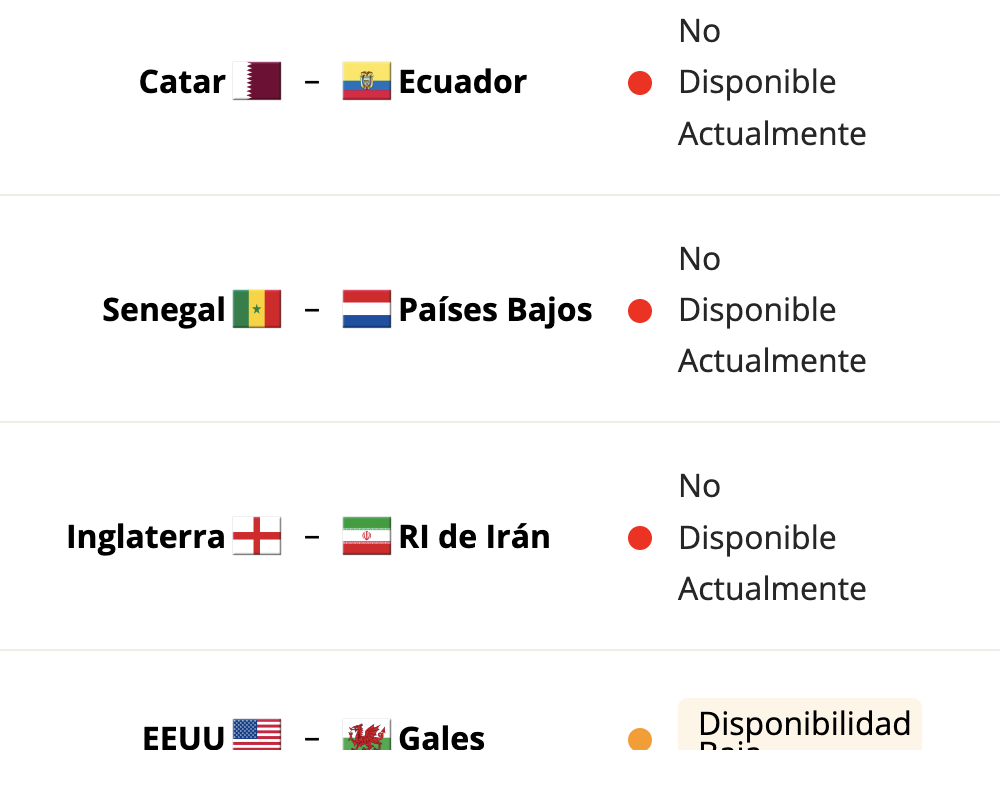 No
Catar – Ecuador Disponible
Actualmente
No
Senegal – Países Bajos Disponible
Actualmente
No
Inglaterra – RI de Irán Disponible
Actualmente
EEUU – Gales Disponibilidad
Baja